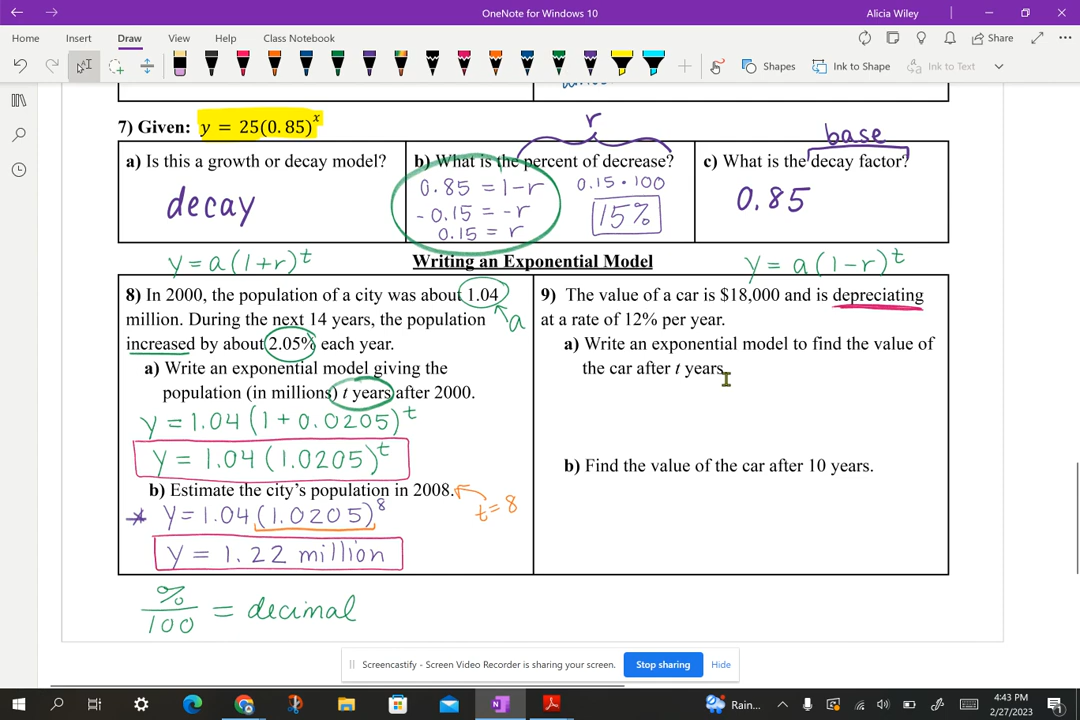 OneNote for Windows 10
Alicia Wiley
Home Insert Draw View Help Class Notebook
Share
Shapes Ink to Shape Ink to Text
7) Given: y = 25(0.85)^x
r
base
a) Is this a growth or decay model?
decay
b) What is the percent of decrease?
0.85 = 1-r
-0.15 = -r
0.15 = r
0.15 · 100
15%
c) What is the decay factor?
0.85
y = a(1+r)^t
Writing an Exponential Model
y = a(1-r)^t
8) In 2000, the population of a city was about 1.04
million. During the next 14 years, the population
a
increased by about 2.05% each year.
a) Write an exponential model giving the
population (in millions) t years after 2000.
y = 1.04(1 + 0.0205)^t
y = 1.04(1.0205)^t
b) Estimate the city's population in 2008.
t = 8
y = 1.04(1.0205)^8
y = 1.22 million
9) The value of a car is $18,000 and is depreciating
at a rate of 12% per year.
a) Write an exponential model to find the value of
the car after t years.
b) Find the value of the car after 10 years.
%/100 = decimal
Screencastify - Screen Video Recorder is sharing your screen.
Stop sharing
Hide
Rain...
4:43 PM
2/27/2023
1